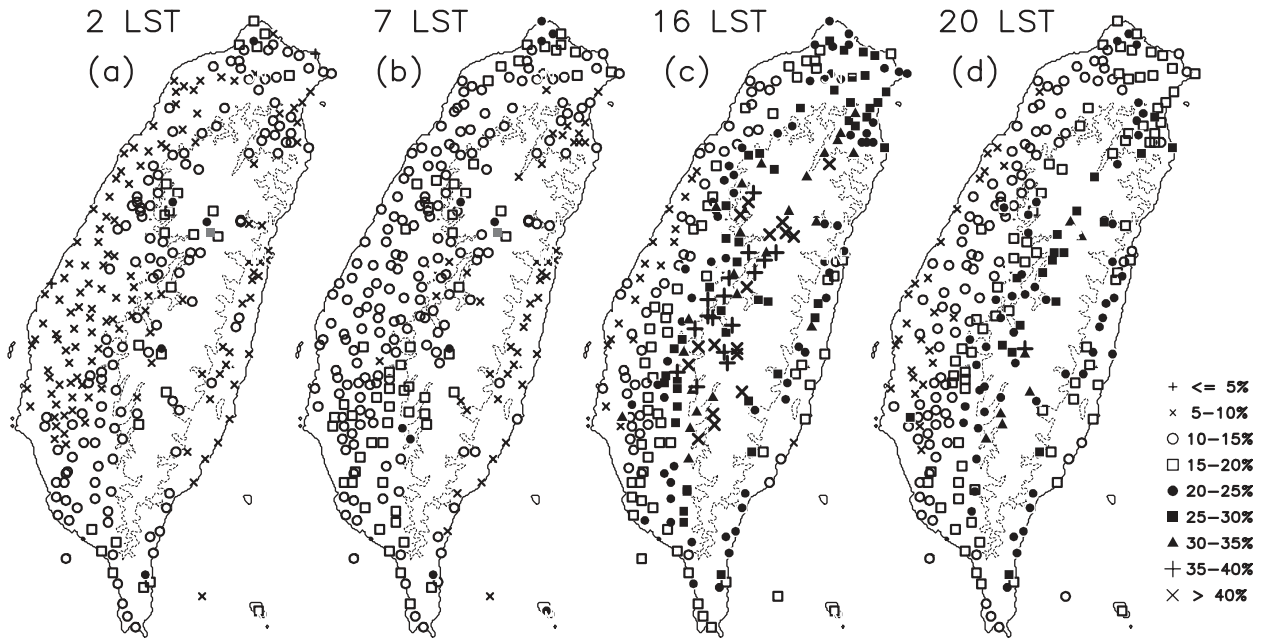 2 LST
7 LST
16 LST
20 LST
(a)
(b)
(c)
(d)
<= 5%
5-10%
10-15%
15-20%
20-25%
25-30%
30-35%
35-40%
> 40%